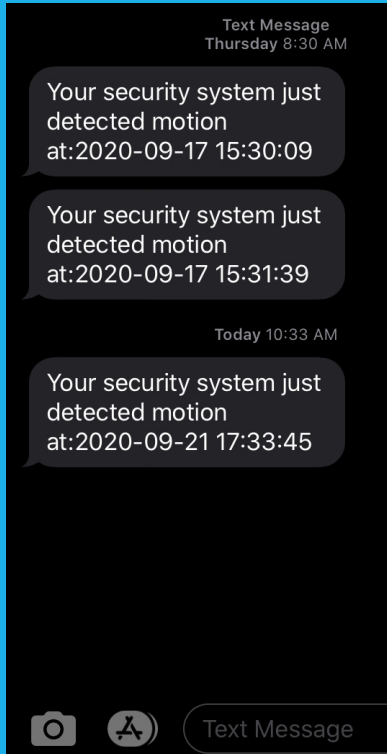 Text Message
Thursday 8:30 AM
Your security system just
detected motion
at:2020-09-17 15:30:09
Your security system just
detected motion
at:2020-09-17 15:31:39
Today 10:33 AM
Your security system just
detected motion
at:2020-09-21 17:33:45
Text Message